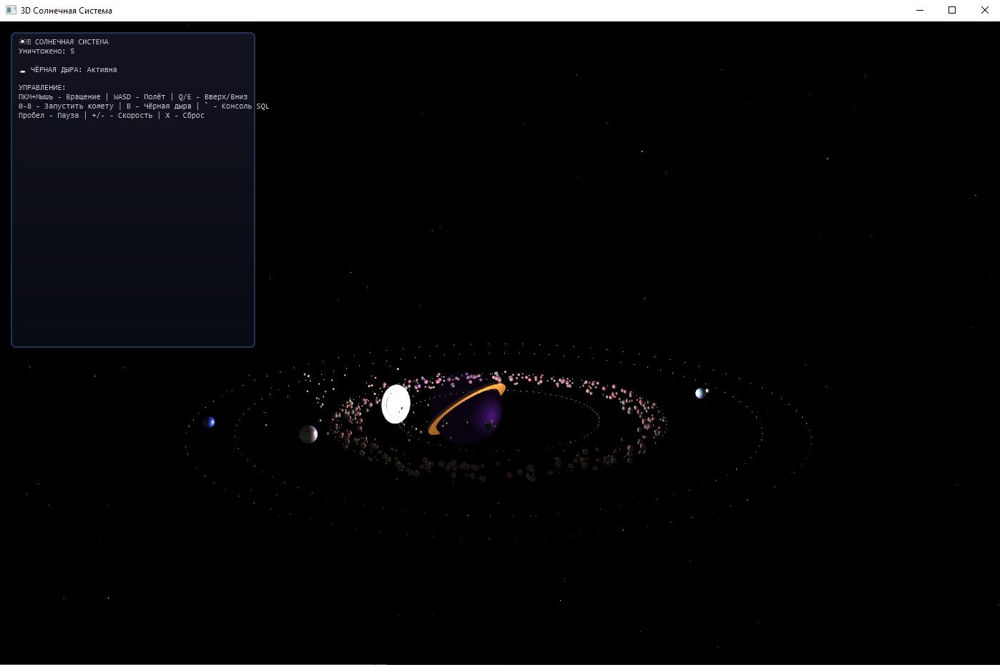 3D Солнечная Система
☀️ СОЛНЕЧНАЯ СИСТЕМА
Уничтожено: 5
🕳 ЧЁРНАЯ ДЫРА: Активна
УПРАВЛЕНИЕ:
ПКМ+Мышь - Вращение | WASD - Полёт | Q/E - Вверх/Вниз
0-8 - Запустить комету | B - Чёрная дыра | ` - Консоль SQL
Пробел - Пауза | +/- - Скорость | X - Сброс